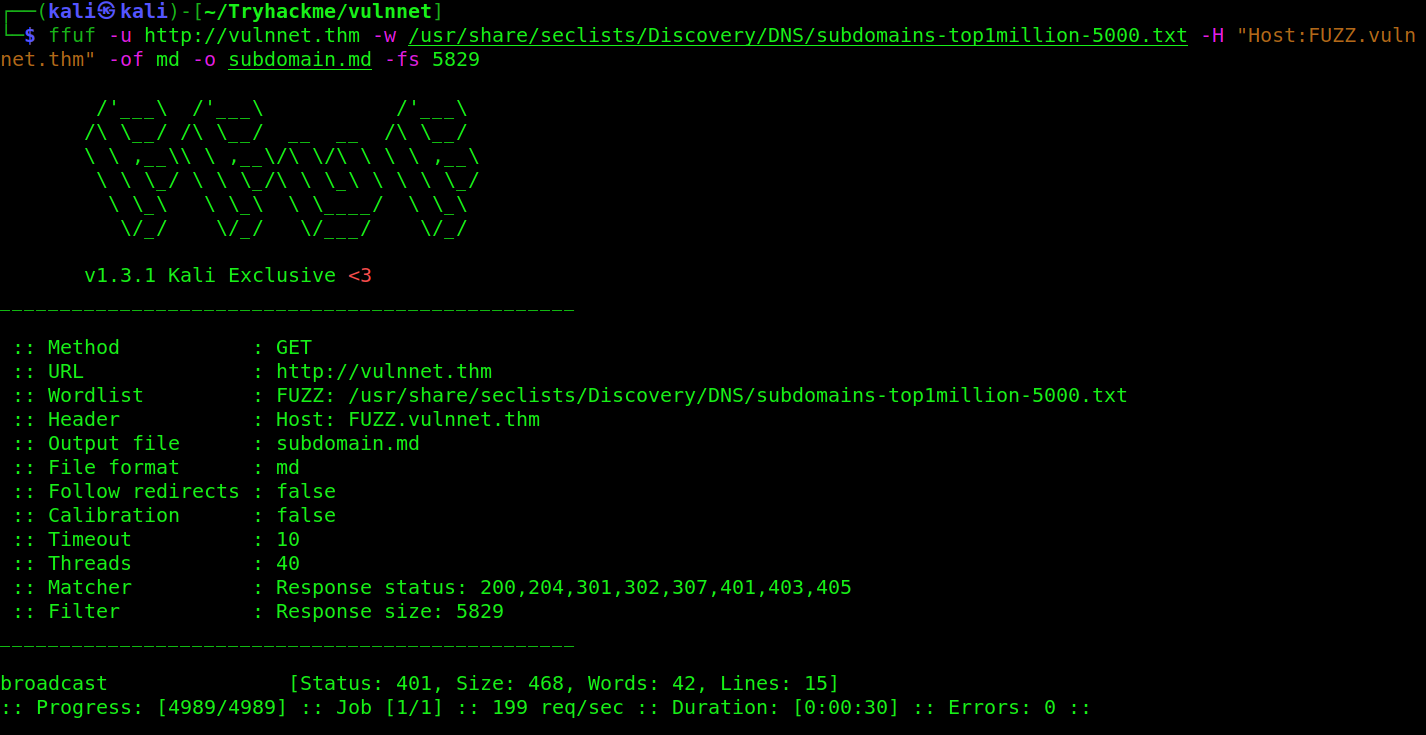 ┌──(kali㉿kali)-[~/Tryhackme/vulnnet]
└─$ ffuf -u http://vulnnet.thm -w /usr/share/seclists/Discovery/DNS/subdomains-top1million-5000.txt -H "Host:FUZZ.vuln
net.thm" -of md -o subdomain.md -fs 5829

        /'___\  /'___\           /'___\
       /\ \__/ /\ \__/  __  __  /\ \__/
       \ \ ,__\\ \ ,__\/\ \/\ \ \ \ ,__\
        \ \ \_/ \ \ \_/\ \ \_\ \ \ \ \_/
         \ \_\   \ \_\  \ \____/  \ \_\
          \/_/    \/_/   \/___/    \/_/

       v1.3.1 Kali Exclusive <3
________________________________________________

 :: Method           : GET
 :: URL              : http://vulnnet.thm
 :: Wordlist         : FUZZ: /usr/share/seclists/Discovery/DNS/subdomains-top1million-5000.txt
 :: Header           : Host: FUZZ.vulnnet.thm
 :: Output file      : subdomain.md
 :: File format      : md
 :: Follow redirects : false
 :: Calibration      : false
 :: Timeout          : 10
 :: Threads          : 40
 :: Matcher          : Response status: 200,204,301,302,307,401,403,405
 :: Filter           : Response size: 5829
________________________________________________

broadcast               [Status: 401, Size: 468, Words: 42, Lines: 15]
:: Progress: [4989/4989] :: Job [1/1] :: 199 req/sec :: Duration: [0:00:30] :: Errors: 0 ::